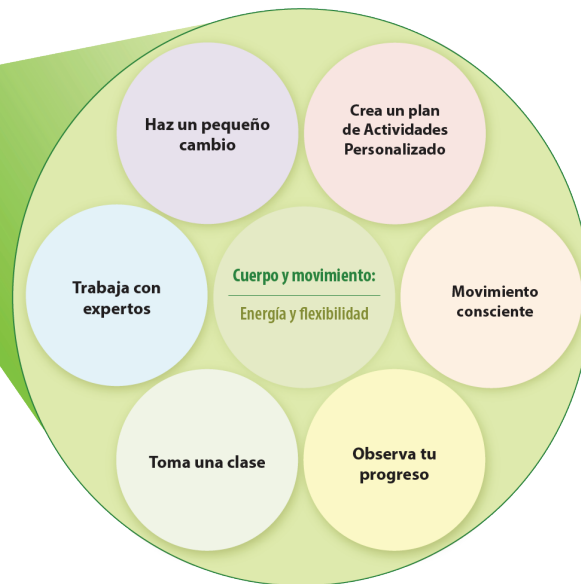 Haz un pequeño
cambio
Crea un plan
de Actividades
Personalizado
Trabaja con
expertos
Cuerpo y movimiento:
Energía y flexibilidad
Movimiento
consciente
Toma una clase
Observa tu
progreso